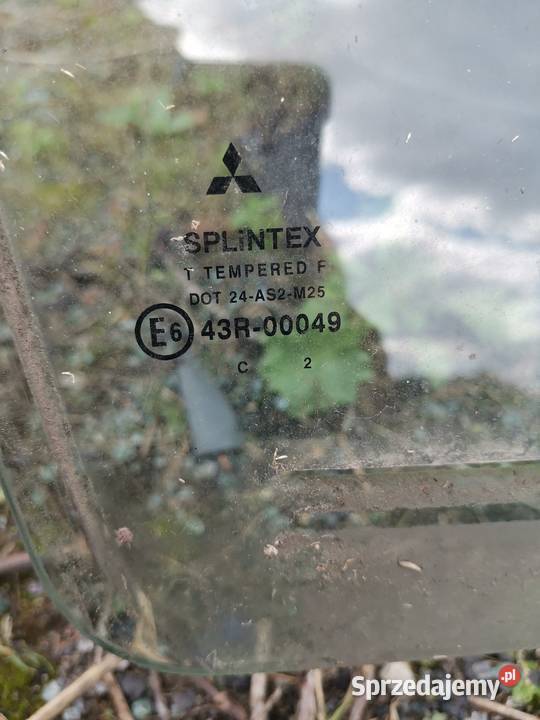 SPLiNTEX
T TEMPERED F
DOT 24-AS2-M25
E6 43R-00049
C 2
Sprzedajemy.pl